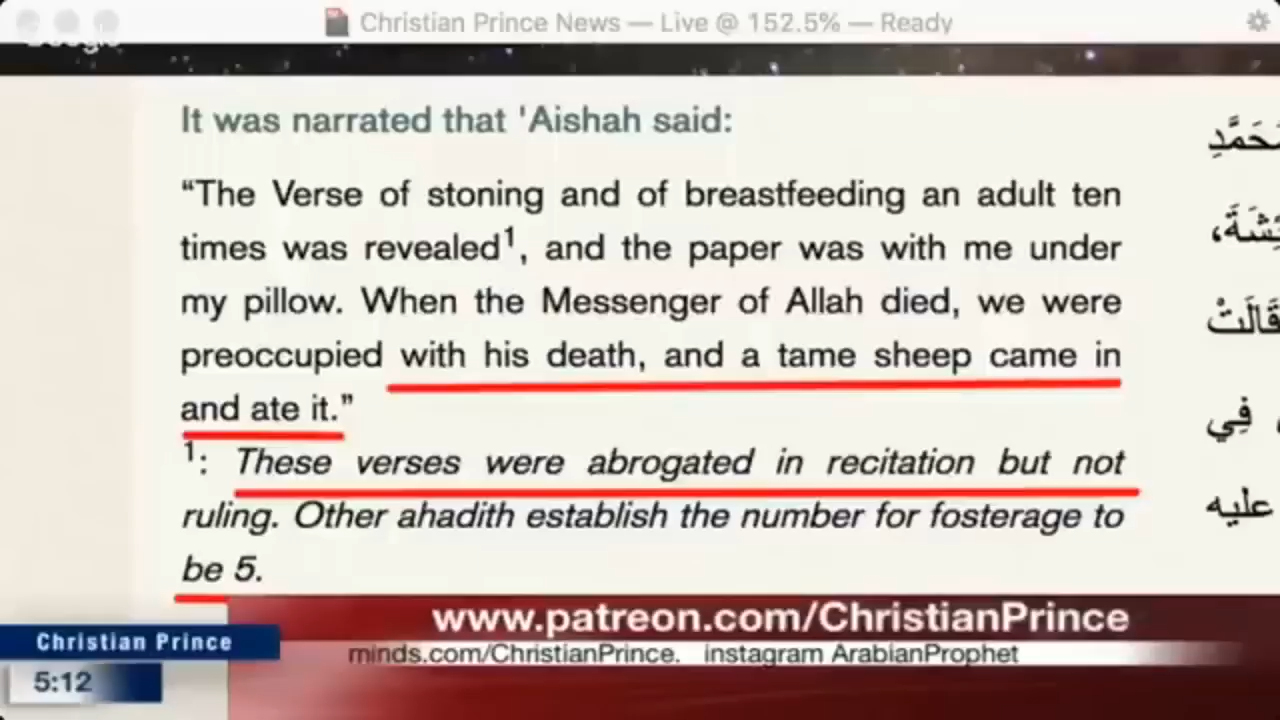 Christian Prince News — Live @ 152.5% — Ready
Google
It was narrated that 'Aishah said:
“The Verse of stoning and of breastfeeding an adult ten
times was revealed¹, and the paper was with me under
my pillow. When the Messenger of Allah died, we were
preoccupied with his death, and a tame sheep came in
and ate it.”
¹: These verses were abrogated in recitation but not
ruling. Other ahadith establish the number for fosterage to
be 5.
قَالَتْ
فِي
عليه
www.patreon.com/ChristianPrince
Christian Prince
minds.com/ChristianPrince. instagram ArabianProphet
5:12